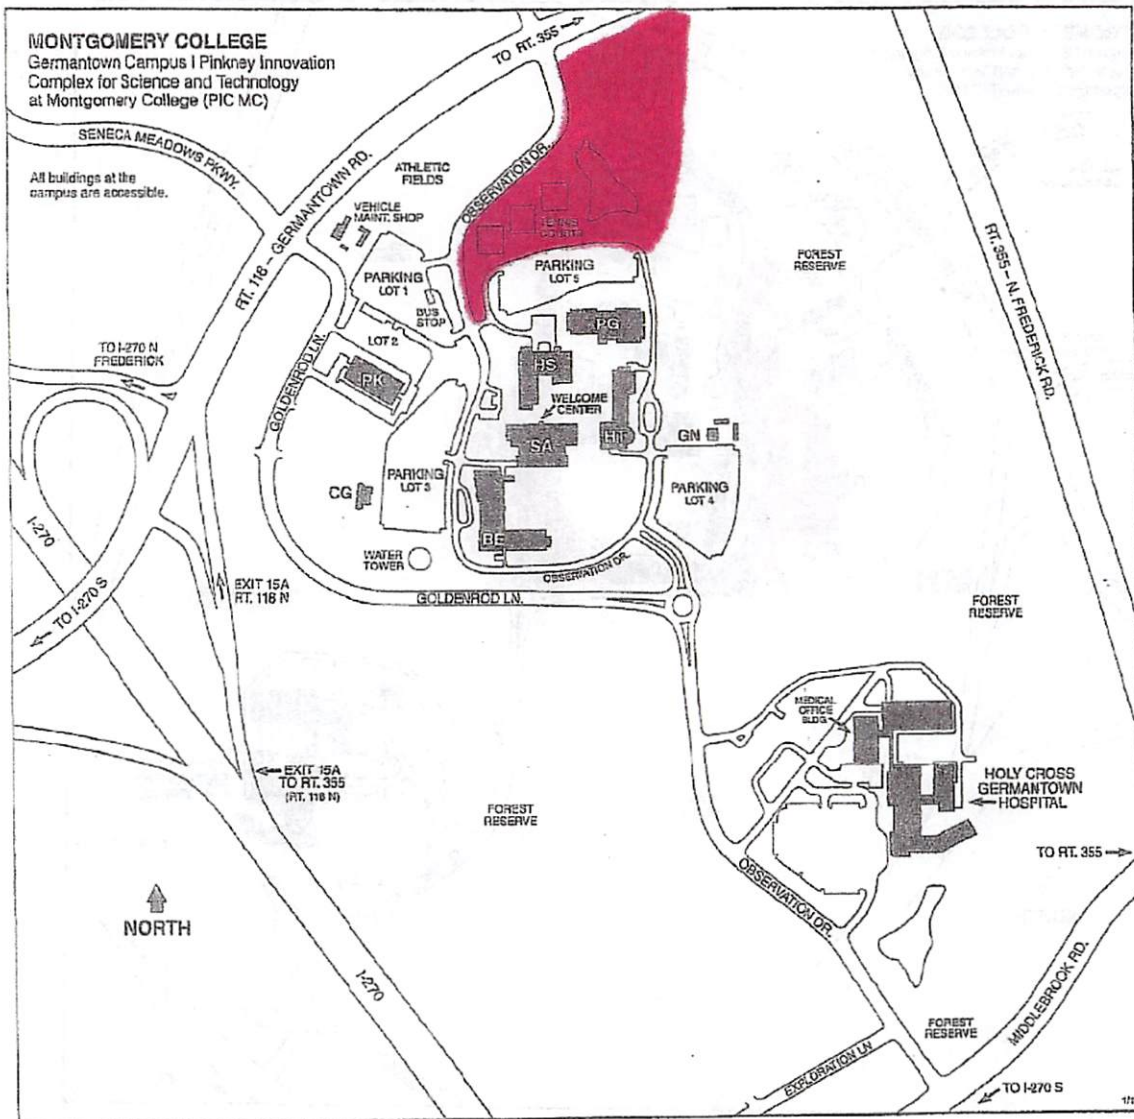 MONTGOMERY COLLEGE
Germantown Campus I Pinkney Innovation
Complex for Science and Technology
at Montgomery College (PIC MC)
TO RT. 355
SENECA MEADOWS PKWY.
All buildings at the
campus are accessible.
ATHLETIC
FIELDS
OBSERVATION DR.
VEHICLE
MAINT. SHOP
RT. 118 – GERMANTOWN RD.
TENNIS
COURTS
PARKING
LOT 5
PARKING
LOT 1
FOREST
RESERVE
RT. 355 – N. FREDERICK RD.
BUS
STOP
PG
LOT 2
TO I-270 N
FREDERICK
GOLDENROD LN.
HS
PK
WELCOME
CENTER
SA
HT
GN
PARKING
LOT 3
PARKING
LOT 4
CG
BE
I-270
WATER
TOWER
OBSERVATION DR.
EXIT 15A
RT. 118 N
GOLDENROD LN.
TO I-270 S
FOREST
RESERVE
MEDICAL
OFFICE
BLDG.
EXIT 15A
TO RT. 355
(RT. 118 N)
HOLY CROSS
GERMANTOWN
HOSPITAL
FOREST
RESERVE
TO RT. 355
OBSERVATION DR.
NORTH
I-270
MIDDLEBROOK RD.
FOREST
RESERVE
EXPLORATION LN
TO I-270 S